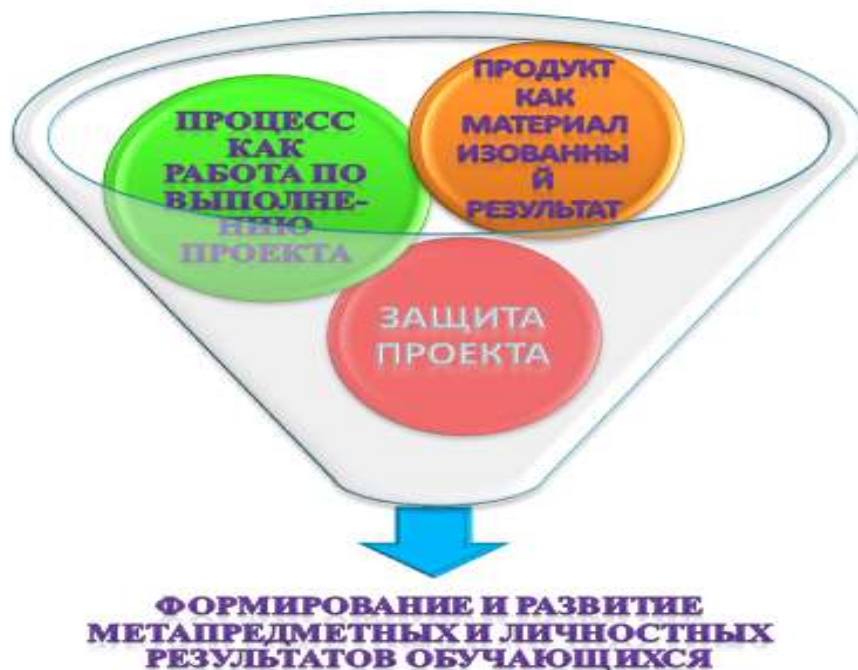 ПРОЦЕСС
КАК
РАБОТА ПО
ВЫПОЛНЕ-
НИЮ
ПРОЕКТА
ПРОДУКТ
КАК
МАТЕРИАЛ
ИЗОВАННЫ
Й
РЕЗУЛЬТАТ
ЗАЩИТА
ПРОЕКТА
ФОРМИРОВАНИЕ И РАЗВИТИЕ
МЕТАПРЕДМЕТНЫХ И ЛИЧНОСТНЫХ
РЕЗУЛЬТАТОВ ОБУЧАЮЩИХСЯ